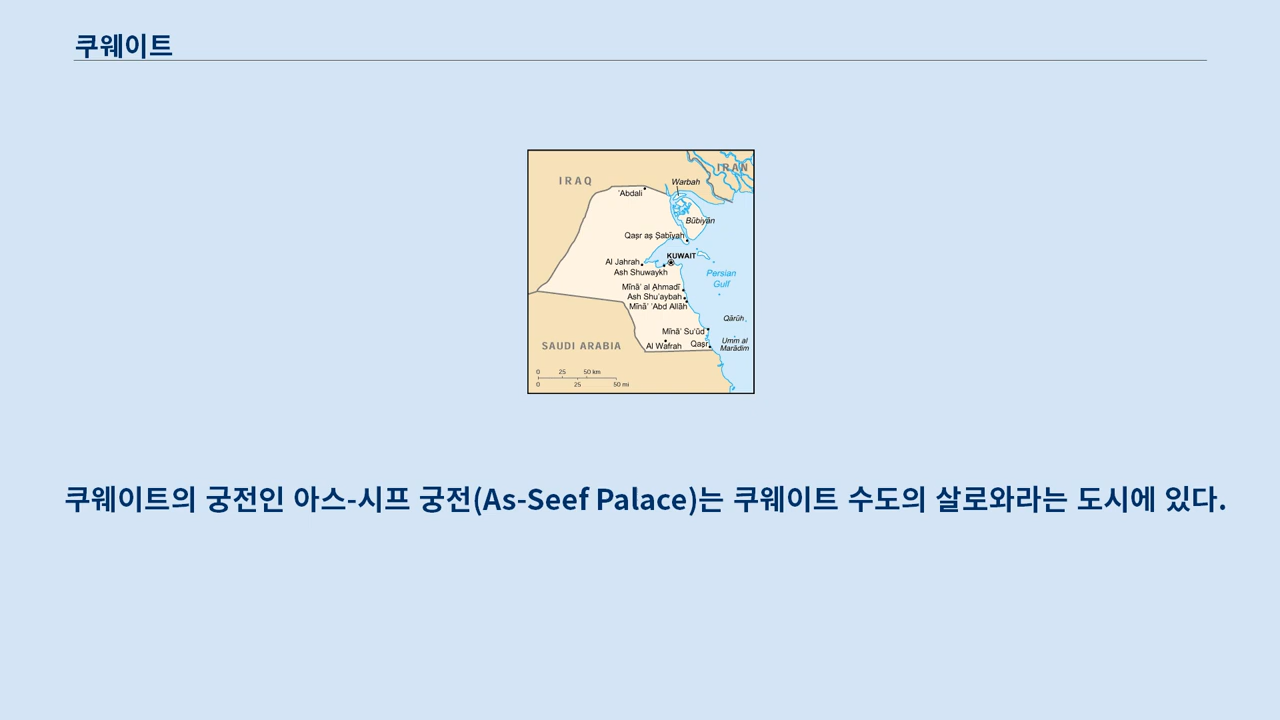 쿠웨이트
IRAN
IRAQ
Warbah
'Abdali
Būbiyān
Qaşr aş Şabīyah
KUWAIT
Al Jahrah
Ash Shuwaykh
Persian
Gulf
Mīnā' al Aḩmadī
Ash Shu'aybah
Mīnā' 'Abd Allāh
Qārūh
Mīnā' Su'ūd
Umm al
Marādim
SAUDI ARABIA
Al Wafrah
Qaşr
0 25 50 km
0 25 50 mi
쿠웨이트의 궁전인 아스-시프 궁전(As-Seef Palace)는 쿠웨이트 수도의 살로와라는 도시에 있다.